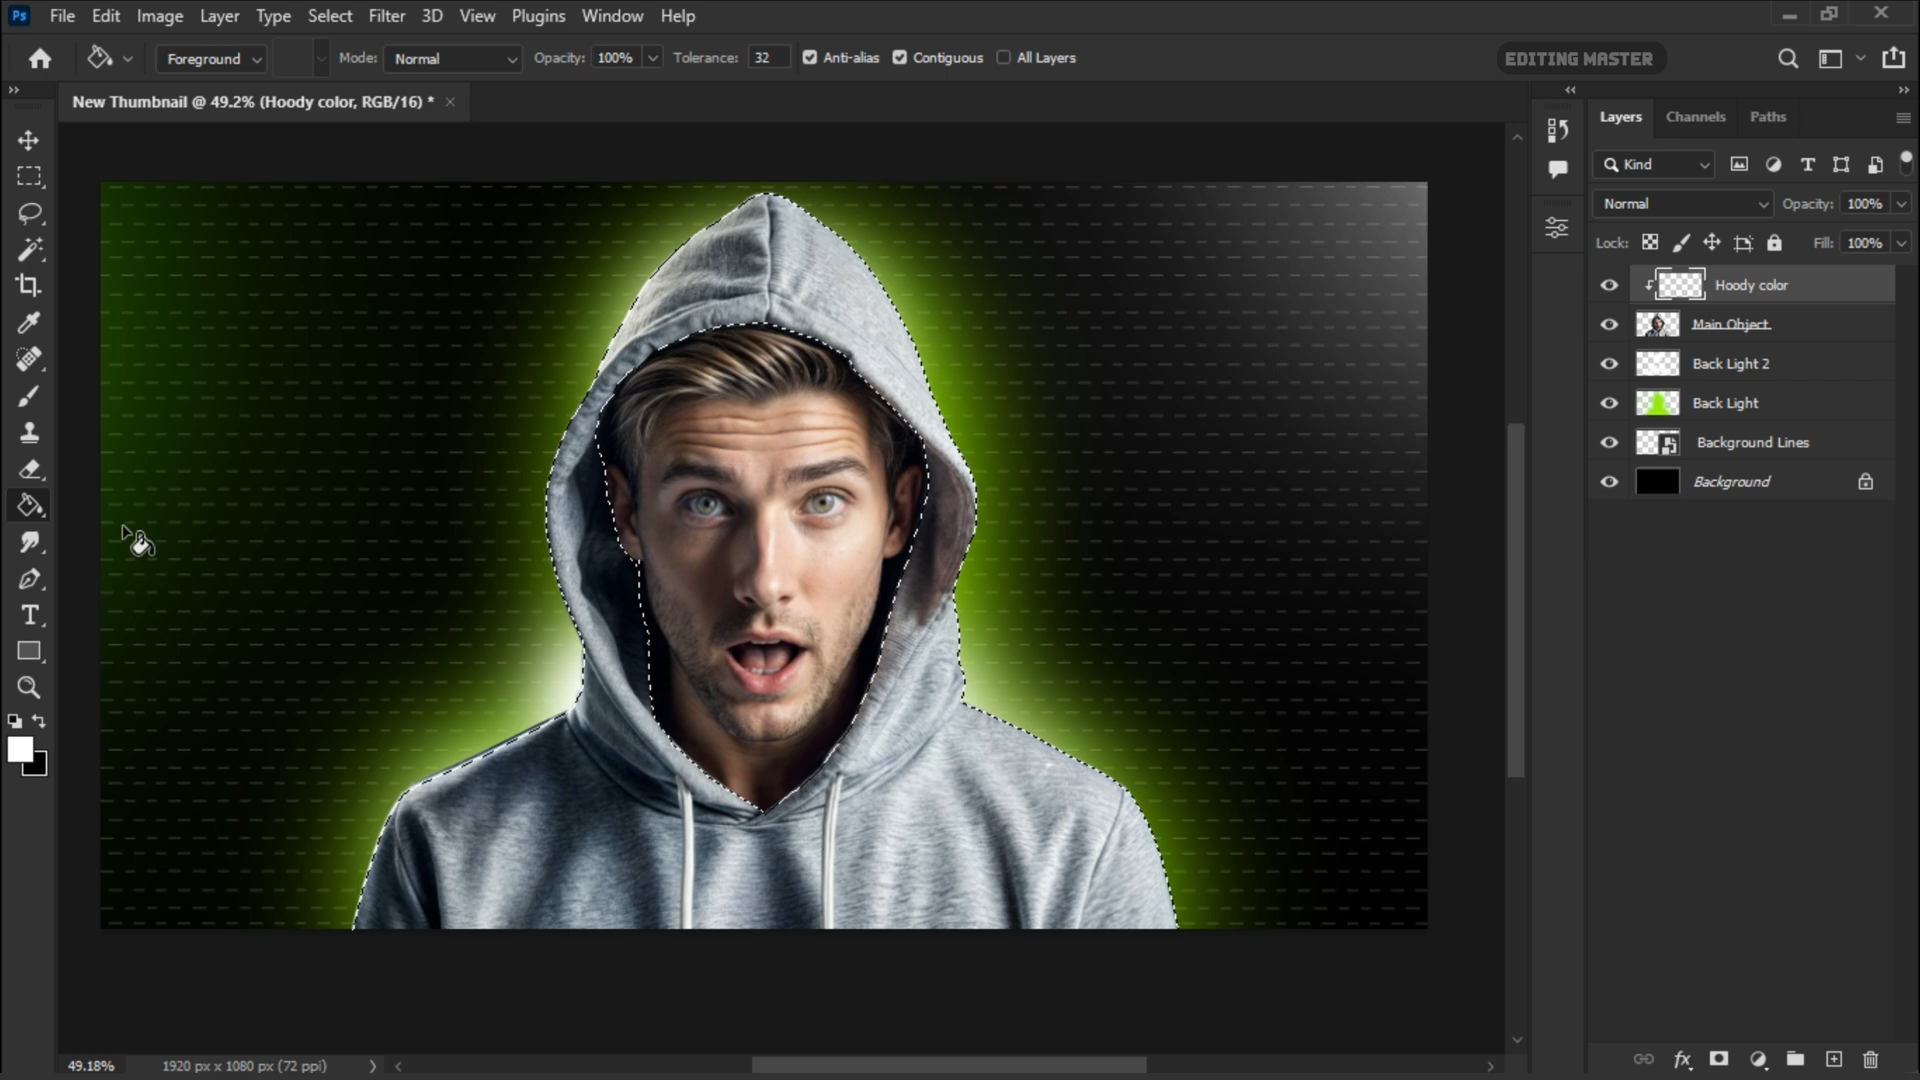 Ps File Edit Image Layer Type Select Filter 3D View Plugins Window Help
Foreground Mode: Normal Opacity: 100% Tolerance: 32 Anti-alias Contiguous All Layers EDITING MASTER
New Thumbnail @ 49.2% (Hoody color, RGB/16) *
Layers Channels Paths
Kind
Normal Opacity: 100%
Lock: Fill: 100%
Hoody color
Main Object
Back Light 2
Back Light
Background Lines
Background
49.18% 1920 px x 1080 px (72 ppi)